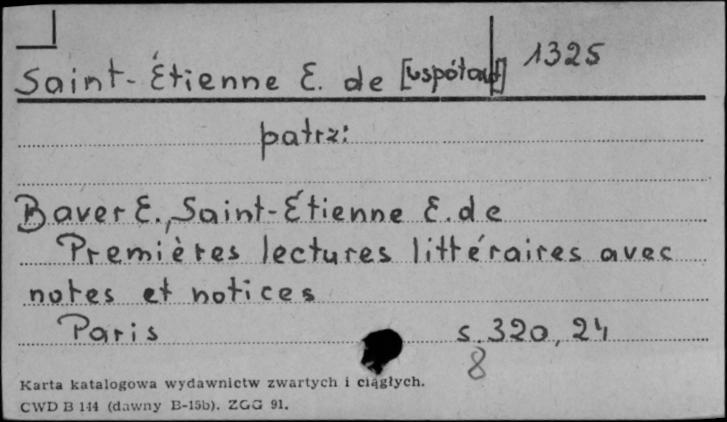 Saint-Étienne E. de [współaut] 1325
patrz:
Baver E., Saint-Étienne E. de
Premières lectures littéraires avec
notes et notices
Paris s. 320, 24
8
Karta katalogowa wydawnictw zwartych i ciągłych.
CWD B 144 (dawny B-15b). ZGG 91.